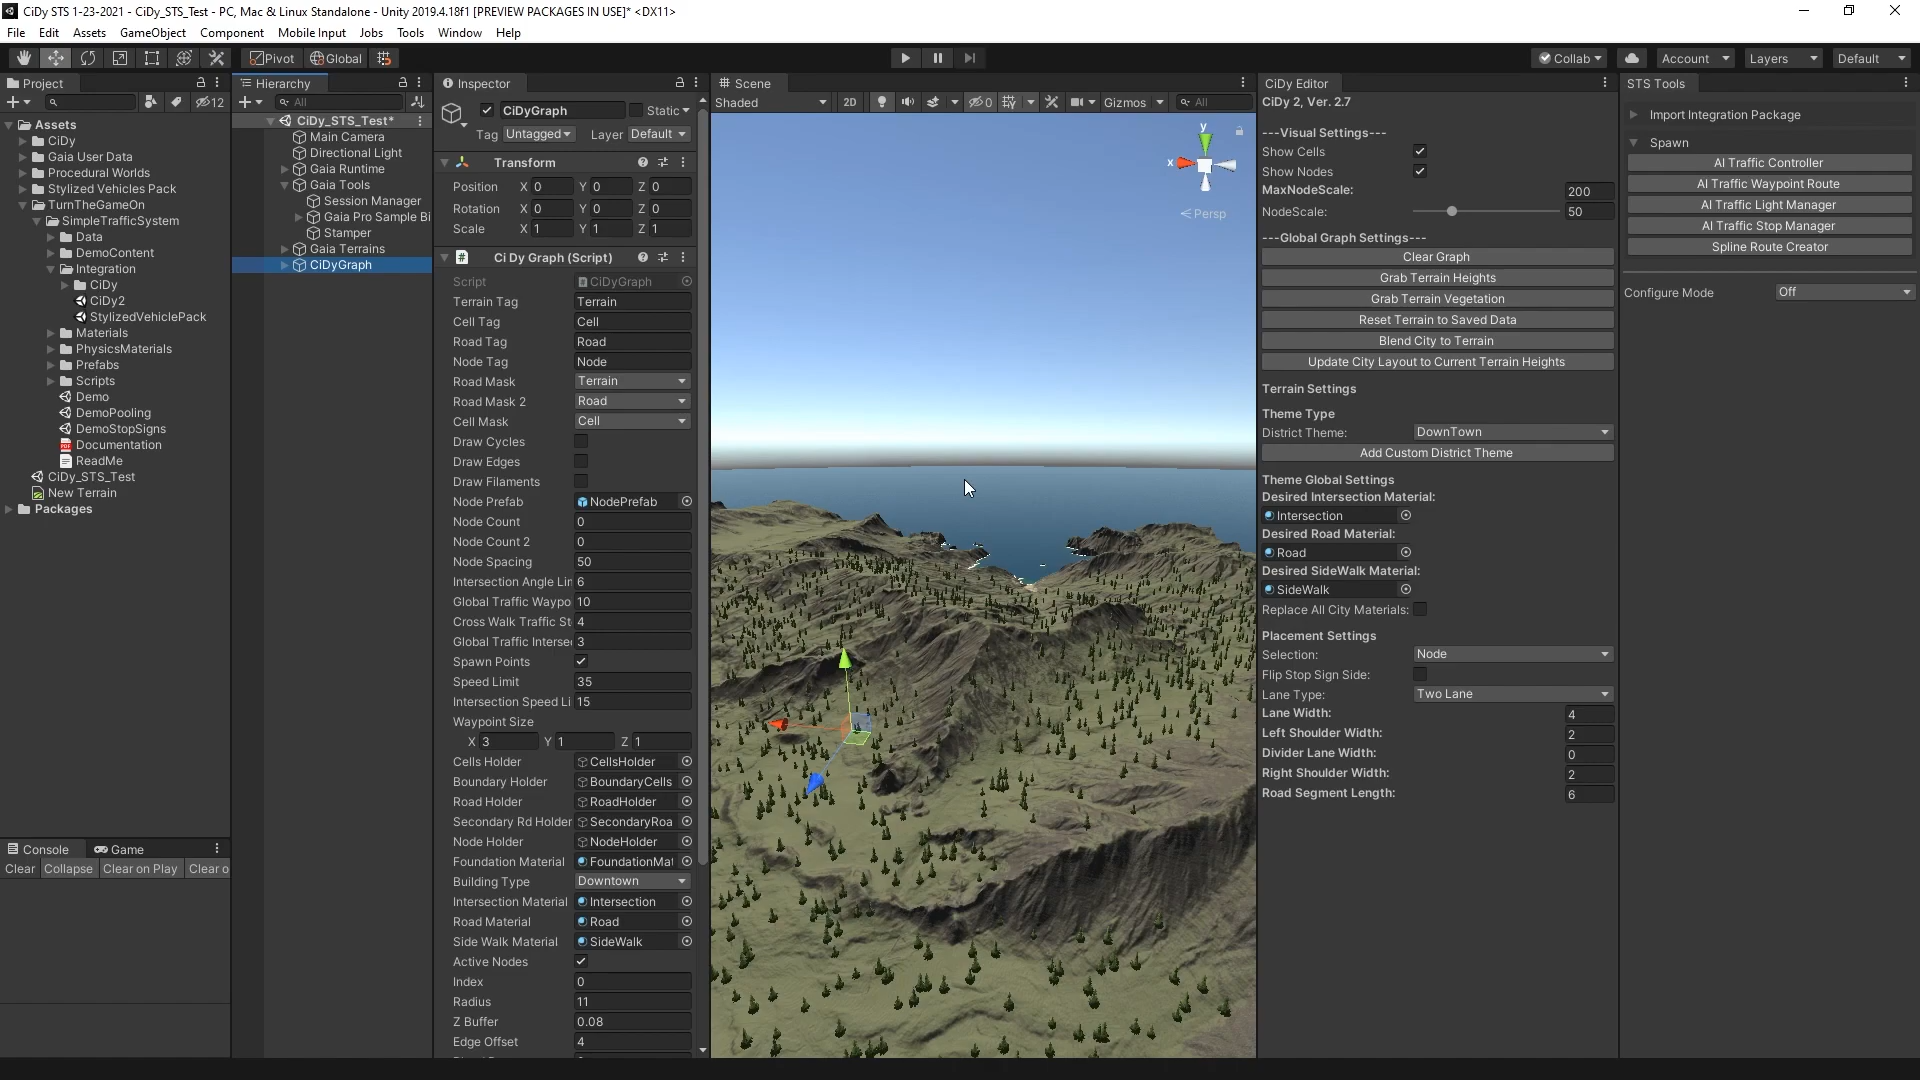 CiDy STS 1-23-2021 - CiDy_STS_Test - PC, Mac & Linux Standalone - Unity 2019.4.18f1 [PREVIEW PACKAGES IN USE]* <DX11>
File Edit Assets GameObject Component Mobile Input Jobs Tools Window Help
Pivot Global Collab Account Layers Default
Project
12
Assets
CiDy
Gaia User Data
Procedural Worlds
Stylized Vehicles Pack
TurnTheGameOn
SimpleTrafficSystem
Data
DemoContent
Integration
CiDy
CiDy2
StylizedVehiclePack
Materials
PhysicsMaterials
Prefabs
Scripts
Demo
DemoPooling
DemoStopSigns
Documentation
ReadMe
CiDy_STS_Test
New Terrain
Packages
Console Game
Clear Collapse Clear on Play Clear o
Hierarchy
All
CiDy_STS_Test*
Main Camera
Directional Light
Gaia Runtime
Gaia Tools
Session Manager
Gaia Pro Sample Bi
Stamper
Gaia Terrains
CiDyGraph
Inspector
CiDyGraph Static
Tag Untagged Layer Default
Transform
Position X 0 Y 0 Z 0
Rotation X 0 Y 0 Z 0
Scale X 1 Y 1 Z 1
Ci Dy Graph (Script)
Script CiDyGraph
Terrain Tag Terrain
Cell Tag Cell
Road Tag Road
Node Tag Node
Road Mask Terrain
Road Mask 2 Road
Cell Mask Cell
Draw Cycles
Draw Edges
Draw Filaments
Node Prefab NodePrefab
Node Count 0
Node Count 2 0
Node Spacing 50
Intersection Angle Lin 6
Global Traffic Waypo 10
Cross Walk Traffic St 4
Global Traffic Interse 3
Spawn Points
Speed Limit 35
Intersection Speed Li 15
Waypoint Size
X 3 Y 1 Z 1
Cells Holder CellsHolder
Boundary Holder BoundaryCells
Road Holder RoadHolder
Secondary Rd Holder SecondaryRoa
Node Holder NodeHolder
Foundation Material FoundationMat
Building Type Downtown
Intersection Material Intersection
Road Material Road
Side Walk Material SideWalk
Active Nodes
Index 0
Radius 11
Z Buffer 0.08
Edge Offset 4
Scene
Shaded 2D 0 Gizmos All
y
x
Persp
CiDy Editor
CiDy 2, Ver. 2.7
---Visual Settings---
Show Cells
Show Nodes
MaxNodeScale: 200
NodeScale: 50
---Global Graph Settings---
Clear Graph
Grab Terrain Heights
Grab Terrain Vegetation
Reset Terrain to Saved Data
Blend City to Terrain
Update City Layout to Current Terrain Heights
Terrain Settings
Theme Type
District Theme: DownTown
Add Custom District Theme
Theme Global Settings
Desired Intersection Material:
Intersection
Desired Road Material:
Road
Desired SideWalk Material:
SideWalk
Replace All City Materials:
Placement Settings
Selection: Node
Flip Stop Sign Side:
Lane Type: Two Lane
Lane Width: 4
Left Shoulder Width: 2
Divider Lane Width: 0
Right Shoulder Width: 2
Road Segment Length: 6
STS Tools
Import Integration Package
Spawn
AI Traffic Controller
AI Traffic Waypoint Route
AI Traffic Light Manager
AI Traffic Stop Manager
Spline Route Creator
Configure Mode Off